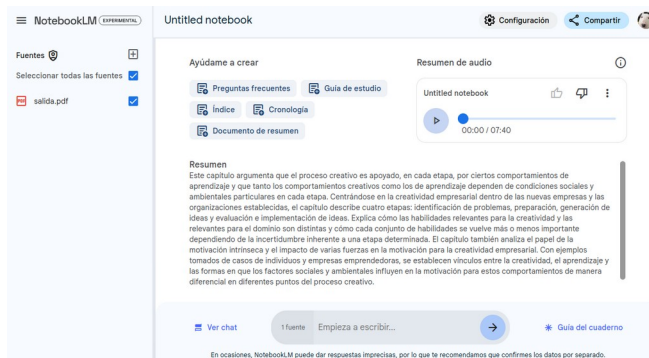 NotebookLM EXPERIMENTAL
Untitled notebook
Configuración
Compartir
Fuentes
Seleccionar todas las fuentes
PDF salida.pdf
Ayúdame a crear
Preguntas frecuentes
Guía de estudio
Índice
Cronología
Documento de resumen
Resumen de audio
Untitled notebook
00:00 / 07:40
Resumen
Este capítulo argumenta que el proceso creativo es apoyado, en cada etapa, por ciertos comportamientos de
aprendizaje y que tanto los comportamientos creativos como los de aprendizaje dependen de condiciones sociales y
ambientales particulares en cada etapa. Centrándose en la creatividad empresarial dentro de las nuevas empresas y las
organizaciones establecidas, el capítulo describe cuatro etapas: identificación de problemas, preparación, generación de
ideas y evaluación e implementación de ideas. Explica cómo las habilidades relevantes para la creatividad y las
relevantes para el dominio son distintas y cómo cada conjunto de habilidades se vuelve más o menos importante
dependiendo de la incertidumbre inherente a una etapa determinada. El capítulo también analiza el papel de la
motivación intrínseca y el impacto de varias fuerzas en la motivación para la creatividad empresarial. Con ejemplos
tomados de casos de individuos y empresas emprendedoras, se establecen vínculos entre la creatividad, el aprendizaje y
las formas en que los factores sociales y ambientales influyen en la motivación para estos comportamientos de manera
diferencial en diferentes puntos del proceso creativo.
Ver chat
1 fuente
Empieza a escribir...
Guía del cuaderno
En ocasiones, NotebookLM puede dar respuestas imprecisas, por lo que te recomendamos que confirmes los datos por separado.